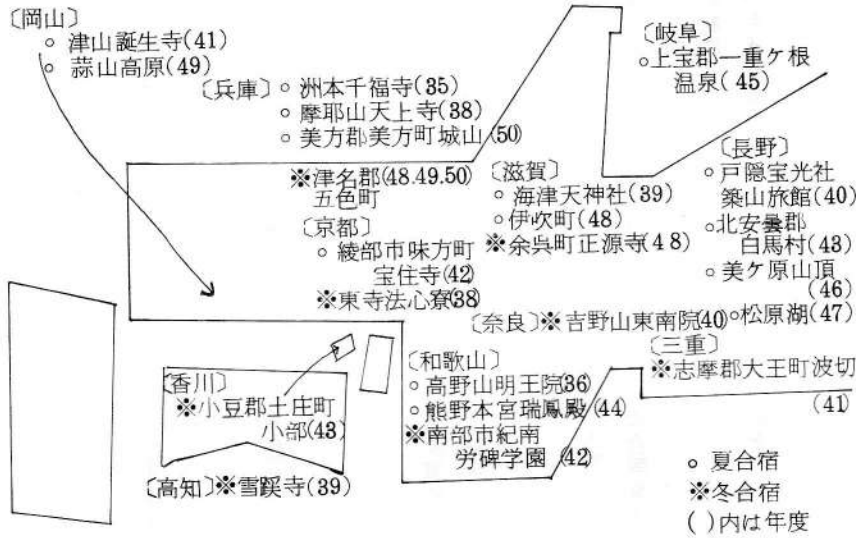 〔岡山〕
○ 津山誕生寺(41)
○ 蒜山高原(49)
〔兵庫〕○ 洲本千福寺(35)
○ 摩耶山天上寺(38)
○ 美方郡美方町城山(50)
※津名郡(48.49.50)
五色町
〔京都〕
○ 綾部市味方町
宝住寺(42)
※東寺法心寮(38)
〔滋賀〕
○ 海津天神社(39)
○ 伊吹町(48)
※余呉町正源寺(48)
〔岐阜〕
○上宝郡一重ケ根
温泉(45)
〔長野〕
○ 戸隠宝光社
築山旅館(40)
○北安曇郡
白馬村(43)
○ 美ケ原山頂
(46)
○松原湖(47)
〔奈良〕※吉野山東南院(40)
〔三重〕
※志摩郡大王町波切
(41)
〔和歌山〕
○ 高野山明王院(36)
○熊野本宮瑞鳳殿(44)
※南部市紀南
労碑学園(42)
〔香川〕
※小豆郡土庄町
小部(43)
〔高知〕※雪蹊寺(39)
○ 夏合宿
※冬合宿
( )内は年度